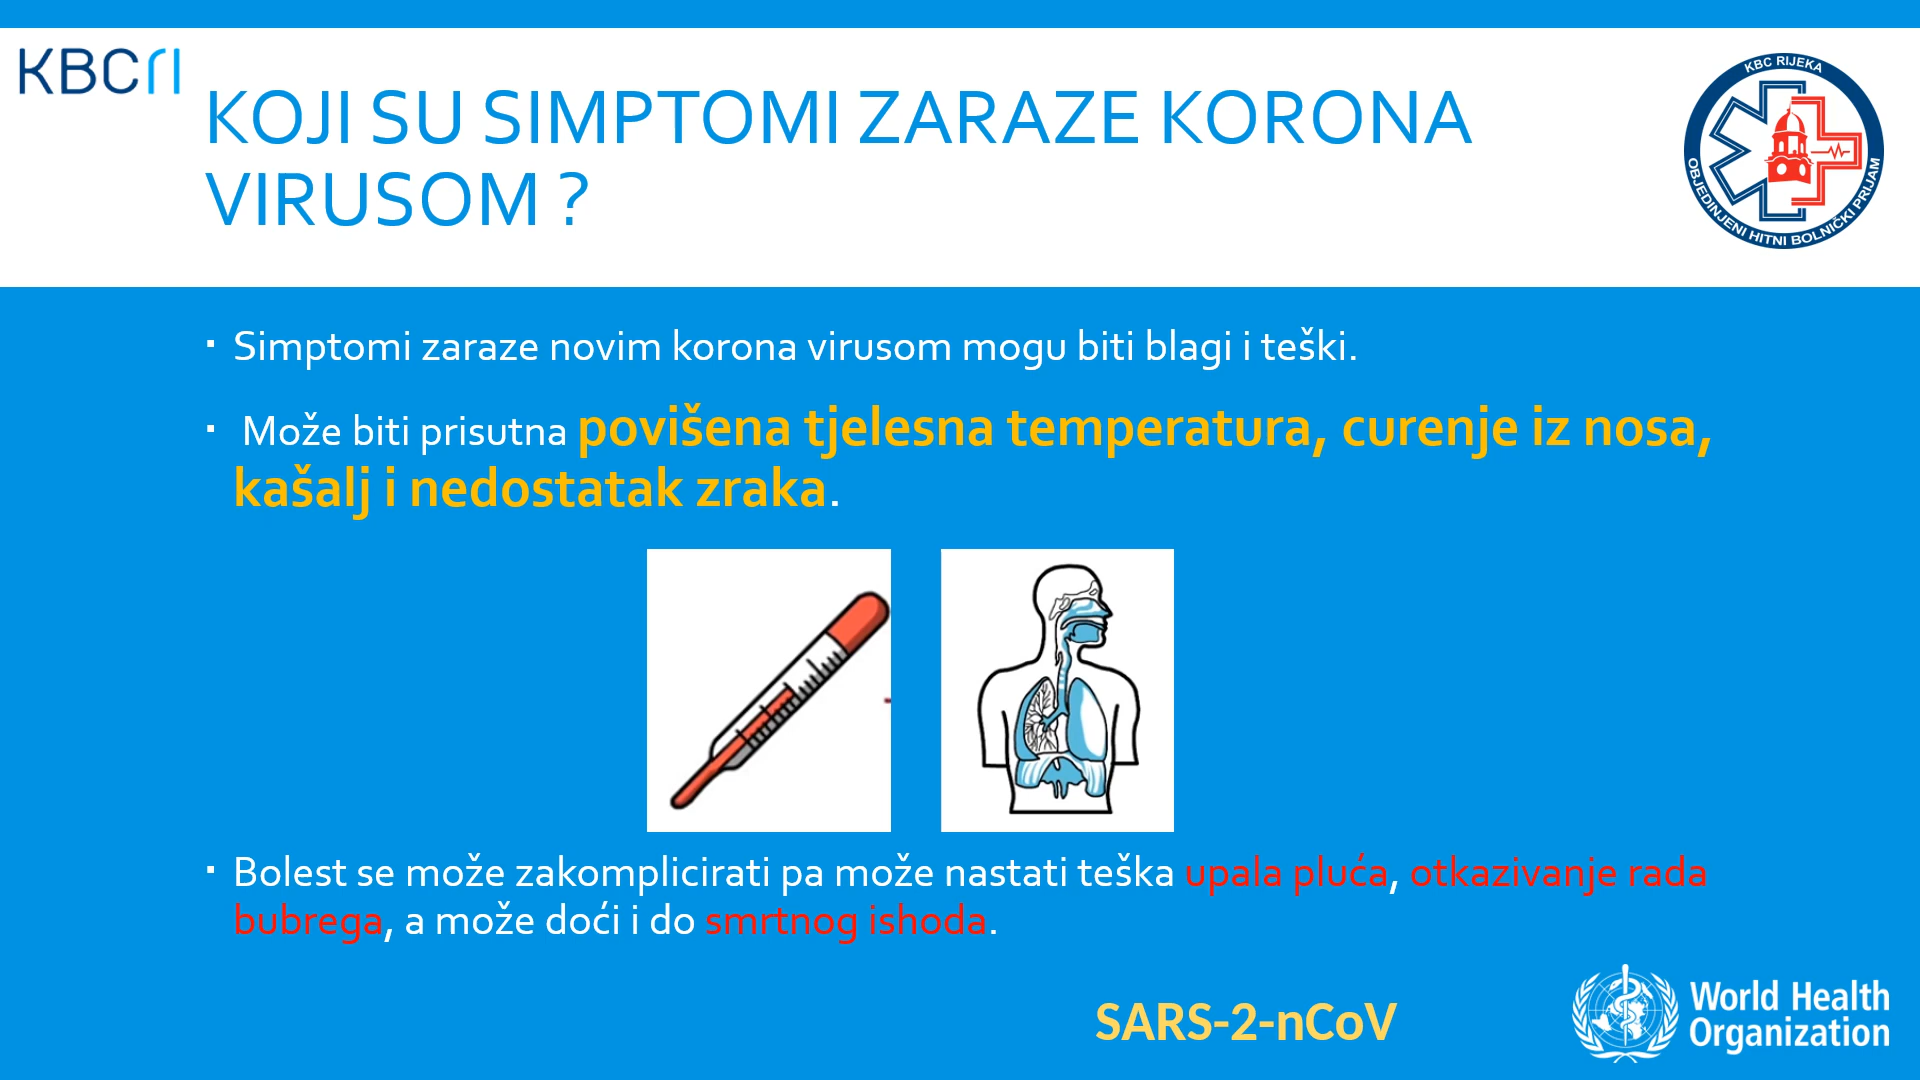 KBCRI
KOJI SU SIMPTOMI ZARAZE KORONA
VIRUSOM ?
KBC RIJEKA
OBJEDINJENI HITNI BOLNIČKI PRIJAM
▪ Simptomi zaraze novim korona virusom mogu biti blagi i teški.
▪ Može biti prisutna povišena tjelesna temperatura, curenje iz nosa,
kašalj i nedostatak zraka.
▪ Bolest se može zakomplicirati pa može nastati teška upala pluća, otkazivanje rada
bubrega, a može doći i do smrtnog ishoda.
SARS-2-nCoV
World Health
Organization